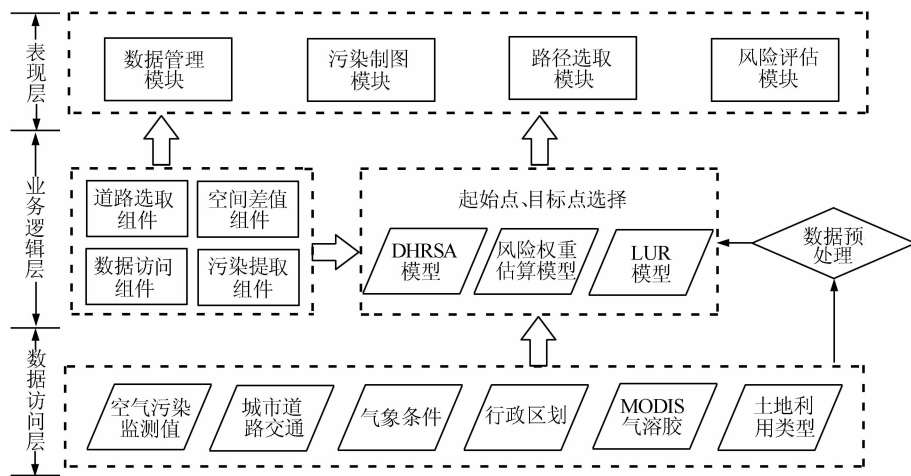 表现层
数据管理
模块
污染制图
模块
路径选取
模块
风险评估
模块
业务逻辑层
道路选取
组件
空间差值
组件
数据访问
组件
污染提取
组件
起始点、目标点选择
DHRSA
模型
风险权重
估算模型
LUR
模型
数据预
处理
数据访问层
空气污染
监测值
城市道
路交通
气象条件
行政区划
MODIS
气溶胶
土地利
用类型